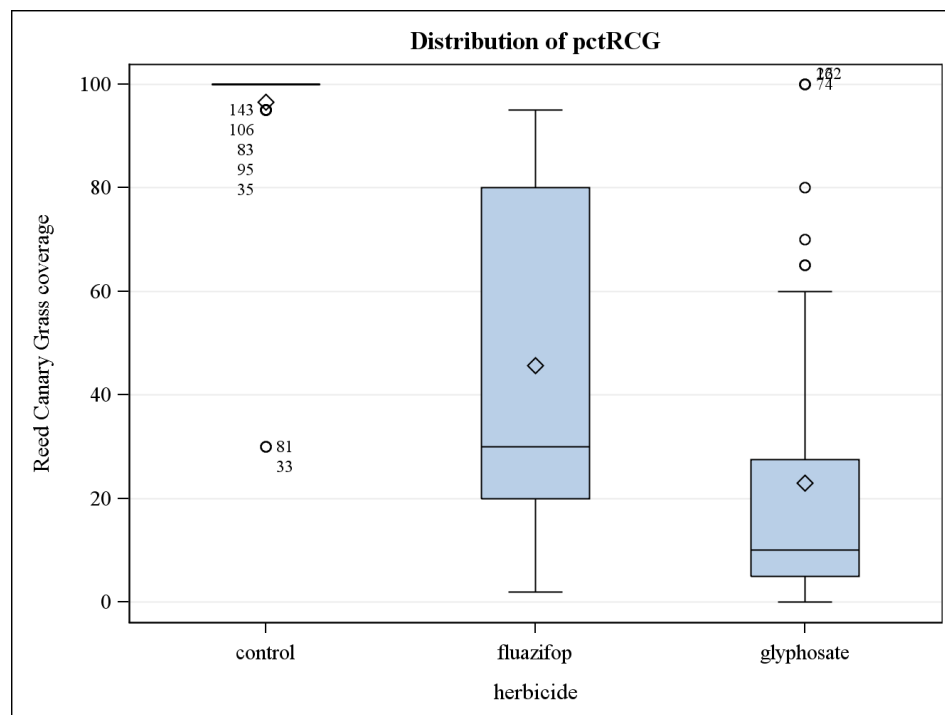 Distribution of pctRCG
Reed Canary Grass coverage
100
80
60
40
20
0
143
106
83
95
35
81
33
74
control
fluazifop
glyphosate
herbicide